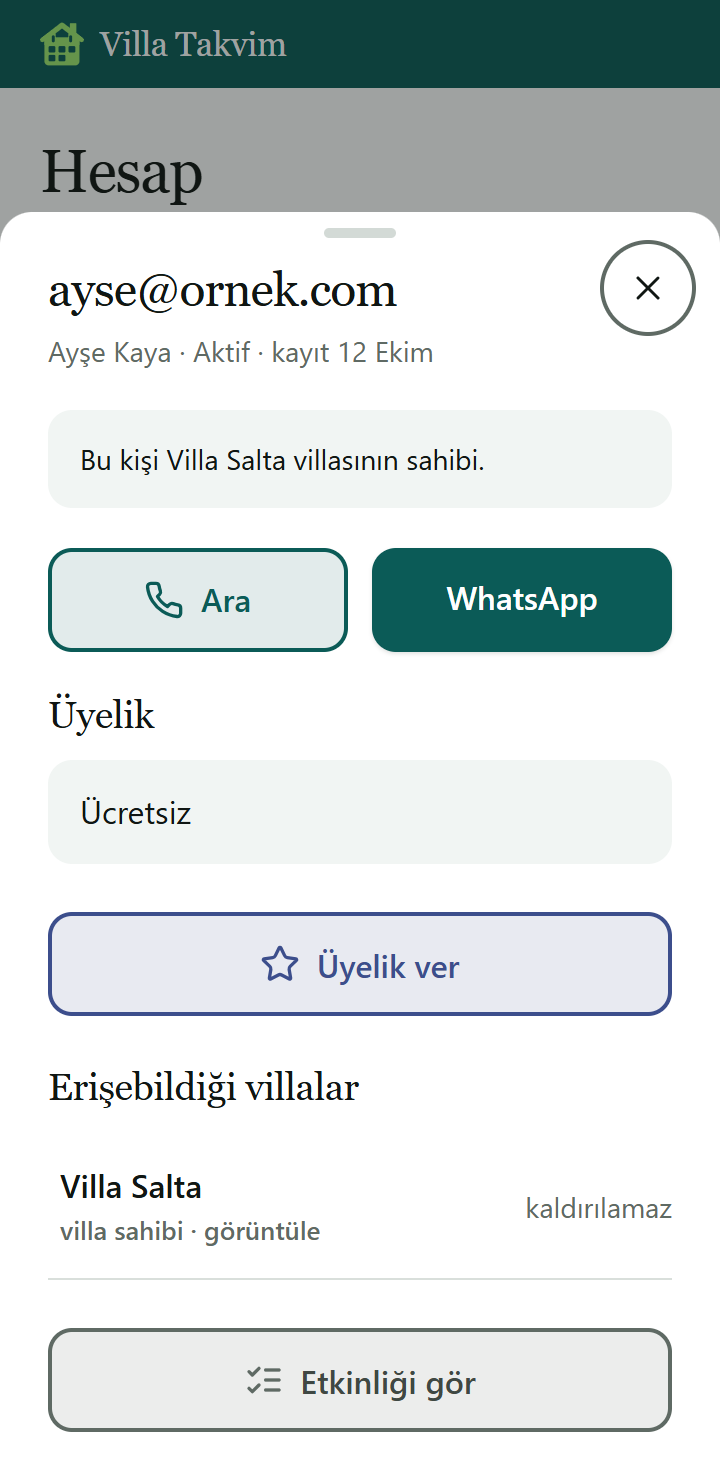 Villa Takvim
Hesap
ayse@ornek.com
Ayşe Kaya · Aktif · kayıt 12 Ekim
Bu kişi Villa Salta villasının sahibi.
Ara
WhatsApp
Üyelik
Ücretsiz
Üyelik ver
Erişebildiği villalar
Villa Salta
villa sahibi · görüntüle
kaldırılamaz
Etkinliği gör